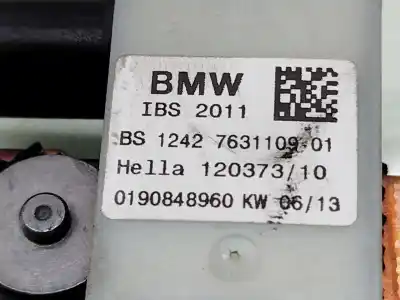 BMW
IBS 2011
BS 1242 7631109-01
Hella 120373/10
0190848960 KW 06/13